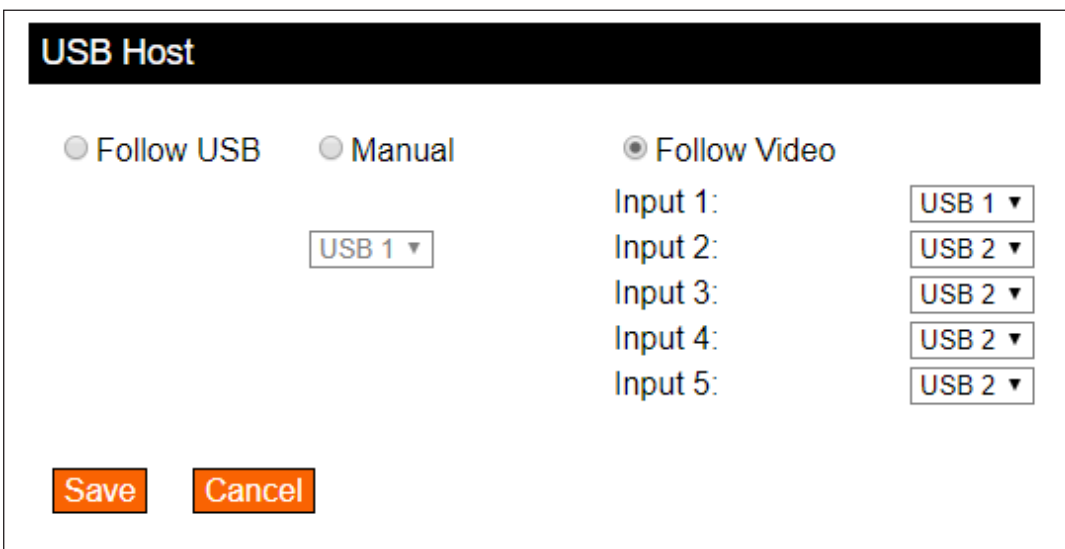 USB Host
Follow USB Manual Follow Video
Input 1: USB 1
USB 1 Input 2: USB 2
Input 3: USB 2
Input 4: USB 2
Input 5: USB 2
Save Cancel